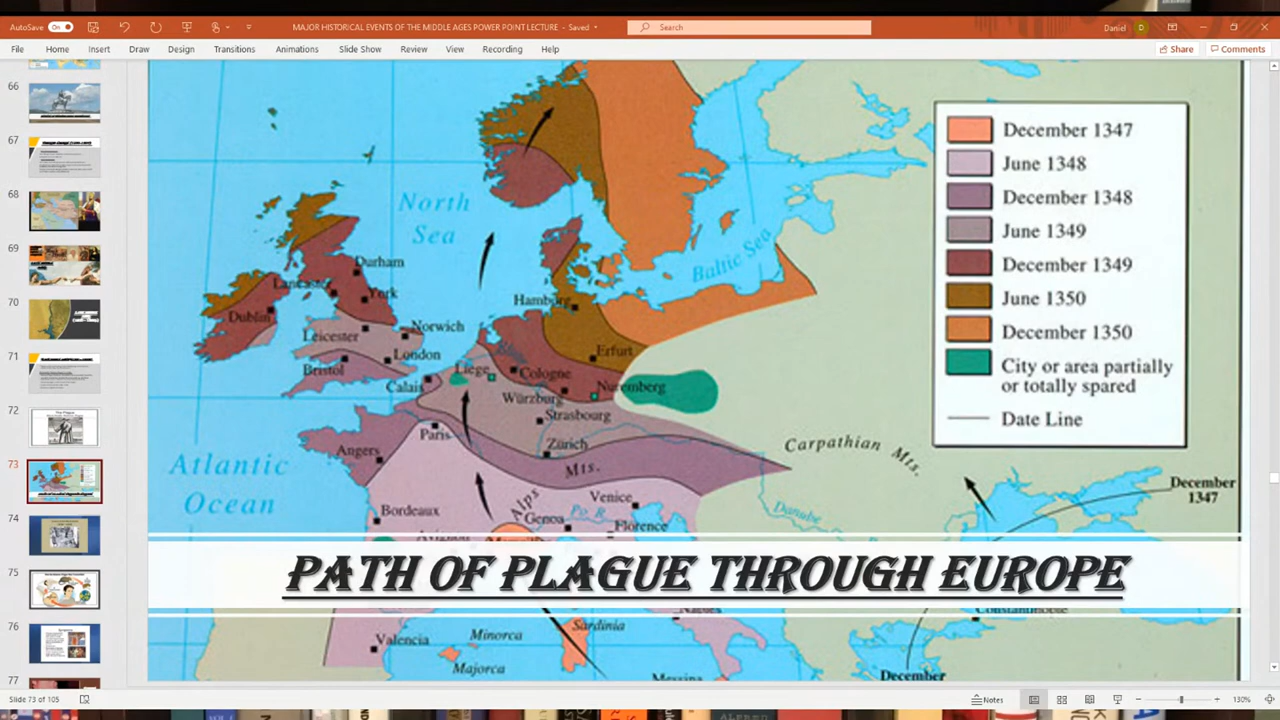 AutoSave On MAJOR HISTORICAL EVENTS OF THE MIDDLE AGES POWER POINT LECTURE - Saved Search Daniel D
File Home Insert Draw Design Transitions Animations Slide Show Review View Recording Help Share Comments
66
67
68
69
70
71
72
The Plague
73
74
75
76
77
December 1347
June 1348
December 1348
June 1349
December 1349
June 1350
December 1350
City or area partially
or totally spared
Date Line
North
Sea
Baltic Sea
Durham
Lancaster
York
Dublin
Hamburg
Leicester
Norwich
London
Erfurt
Bristol
Calais
Liege
Cologne
Nuremberg
Würzburg
Strasbourg
Paris
Zürich
Angers
Mts.
Carpathian Mts.
Atlantic
Ocean
Alps
Venice
December
1347
Bordeaux
Genoa
Po R.
Florence
Danube
PATH OF PLAGUE THROUGH EUROPE
Valencia
Minorca
Sardinia
Majorca
Messina
December
Slide 73 of 105 Notes 130%